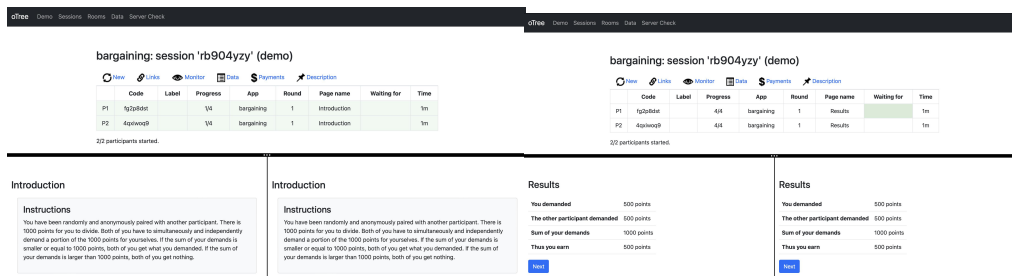 oTree Demo Sessions Rooms Data Server Check
bargaining: session 'rb904yzy' (demo)
New Links Monitor Data Payments Description
Code Label Progress App Round Page name Waiting for Time
P1 fg2p8dst 1/4 bargaining 1 Introduction 1m
P2 4qxiwoq9 1/4 bargaining 1 Introduction 1m
2/2 participants started.
Introduction
Instructions
You have been randomly and anonymously paired with another participant. There is
1000 points for you to divide. Both of you have to simultaneously and independently
demand a portion of the 1000 points for yourselves. If the sum of your demands is
smaller or equal to 1000 points, both of you get what you demanded. If the sum of
your demands is larger than 1000 points, both of you get nothing.
Introduction
Instructions
You have been randomly and anonymously paired with another participant. There is
1000 points for you to divide. Both of you have to simultaneously and independently
demand a portion of the 1000 points for yourselves. If the sum of your demands is
smaller or equal to 1000 points, both of you get what you demanded. If the sum of
your demands is larger than 1000 points, both of you get nothing.
oTree Demo Sessions Rooms Data Server Check
bargaining: session 'rb904yzy' (demo)
New Links Monitor Data Payments Description
Code Label Progress App Round Page name Waiting for Time
P1 fg2p8dst 4/4 bargaining 1 Results 1m
P2 4qxiwoq9 4/4 bargaining 1 Results 1m
2/2 participants started.
Results
You demanded 500 points
The other participant demanded 500 points
Sum of your demands 1000 points
Thus you earn 500 points
Next
Results
You demanded 500 points
The other participant demanded 500 points
Sum of your demands 1000 points
Thus you earn 500 points
Next